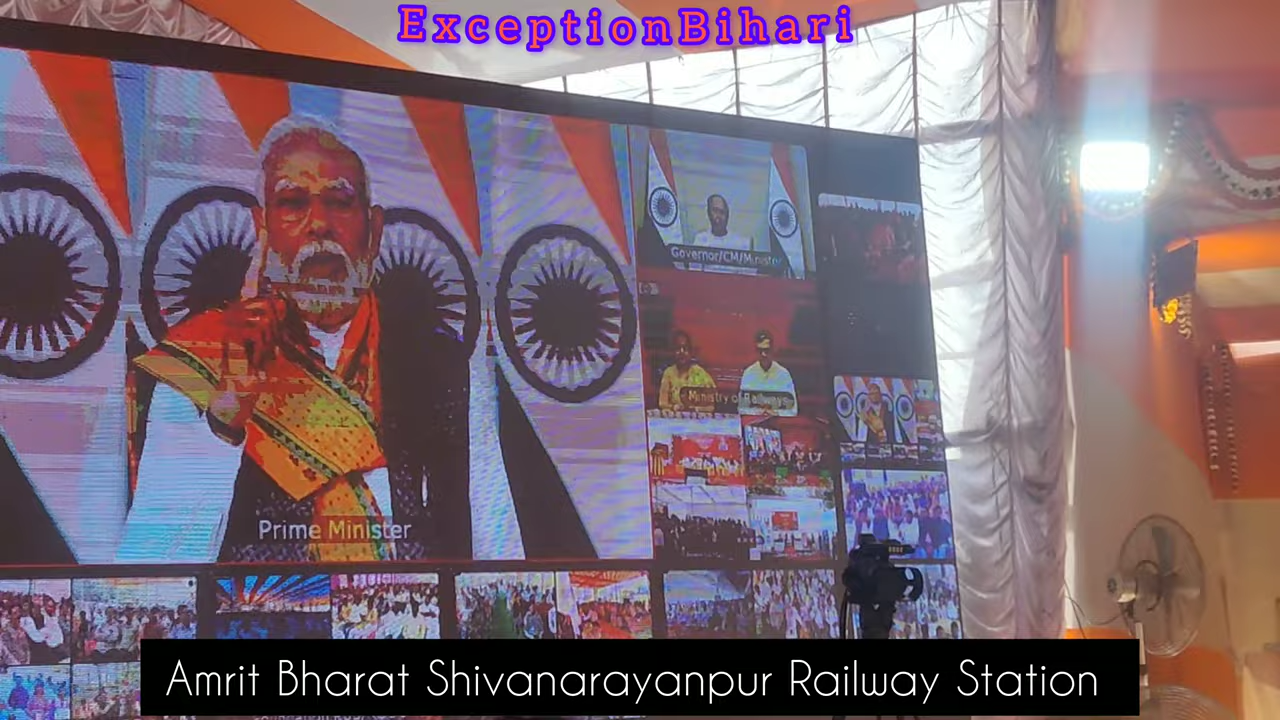 ExceptionBihari
Governor/CM/Minister
Ministry of Railways
Prime Minister
Amrit Bharat Shivanarayanpur Railway Station